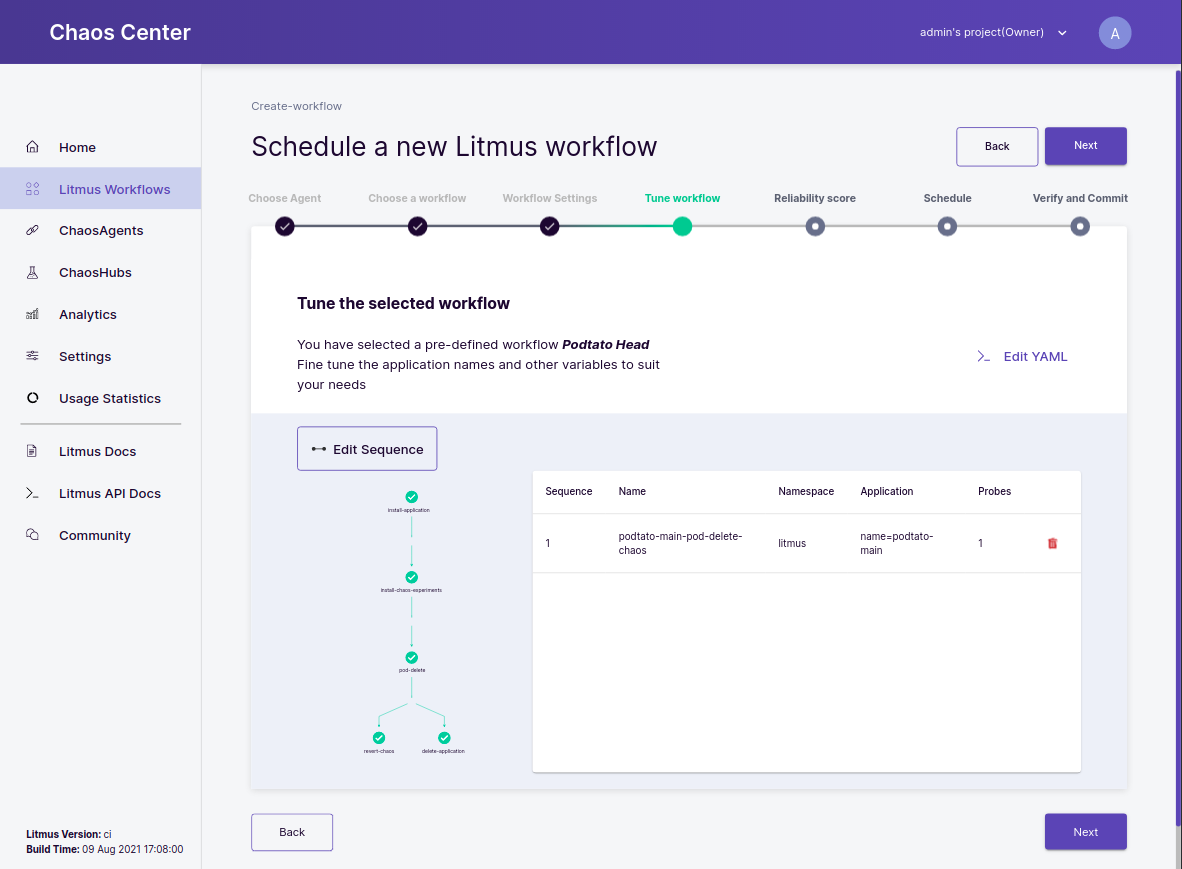 Chaos Center
admin's project(Owner)
A
Home
Litmus Workflows
ChaosAgents
ChaosHubs
Analytics
Settings
Usage Statistics
Litmus Docs
Litmus API Docs
Community
Litmus Version: ci
Build Time: 09 Aug 2021 17:08:00
Create-workflow
Schedule a new Litmus workflow
Back
Next
Choose Agent
Choose a workflow
Workflow Settings
Tune workflow
Reliability score
Schedule
Verify and Commit
Tune the selected workflow
You have selected a pre-defined workflow Podtato Head
Fine tune the application names and other variables to suit
your needs
Edit YAML
Edit Sequence
install-application
install-chaos-experiments
pod-delete
revert-chaos
delete-application
Sequence Name Namespace Application Probes
1 podtato-main-pod-delete- litmus name=podtato- 1
chaos main
Back
Next